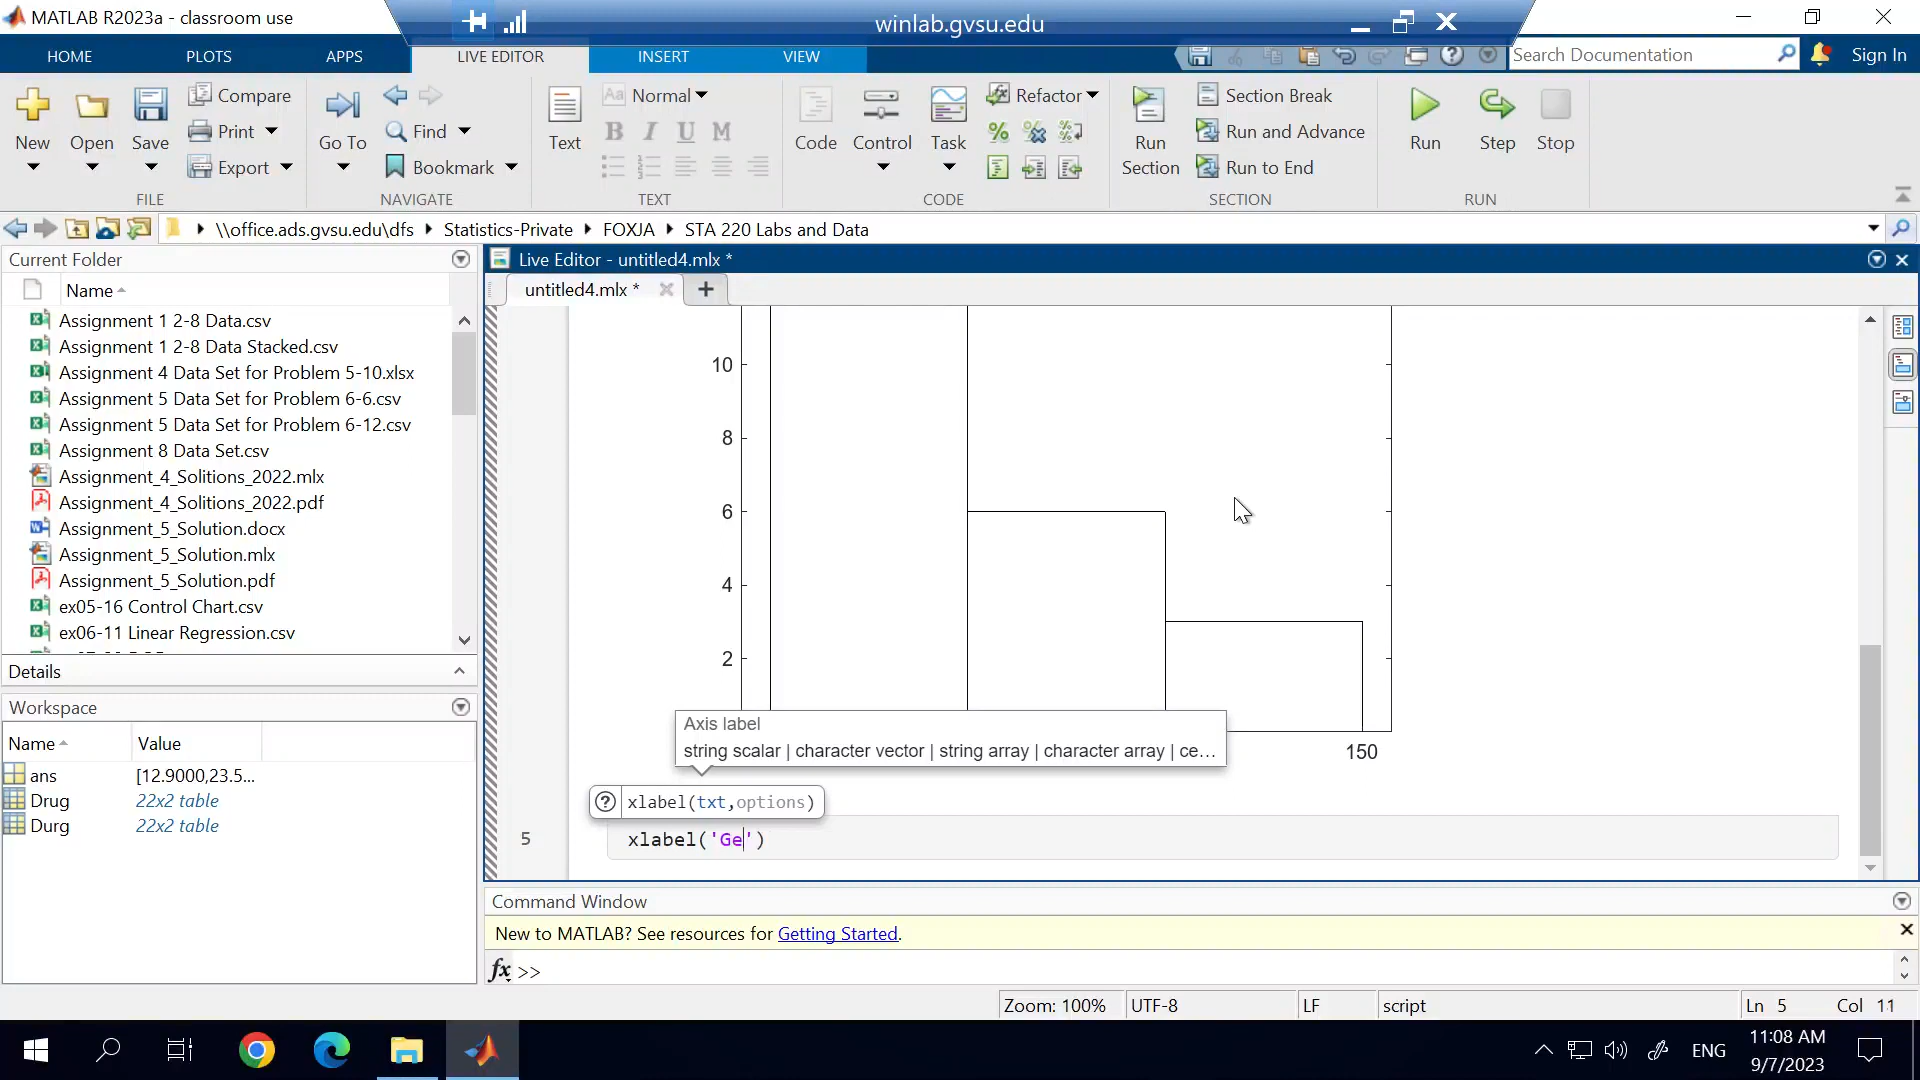 MATLAB R2023a - classroom use
winlab.gvsu.edu
HOME PLOTS APPS LIVE EDITOR INSERT VIEW
Search Documentation
Sign In
New Open Save
Compare
Print
Export
FILE
Go To
Find
Bookmark
NAVIGATE
Text
Aa Normal
B I U M
TEXT
Code Control Task
Refactor
CODE
Run
Section
Section Break
Run and Advance
Run to End
SECTION
Run Step Stop
RUN
\\office.ads.gvsu.edu\dfs Statistics-Private FOXJA STA 220 Labs and Data
Current Folder
Name
Assignment 1 2-8 Data.csv
Assignment 1 2-8 Data Stacked.csv
Assignment 4 Data Set for Problem 5-10.xlsx
Assignment 5 Data Set for Problem 6-6.csv
Assignment 5 Data Set for Problem 6-12.csv
Assignment 8 Data Set.csv
Assignment_4_Solitions_2022.mlx
Assignment_4_Solitions_2022.pdf
Assignment_5_Solution.docx
Assignment_5_Solution.mlx
Assignment_5_Solution.pdf
ex05-16 Control Chart.csv
ex06-11 Linear Regression.csv
Details
Workspace
Name Value
ans [12.9000,23.5...
Drug 22x2 table
Durg 22x2 table
Live Editor - untitled4.mlx *
untitled4.mlx *
10
8
6
4
2
150
Axis label
string scalar | character vector | string array | character array | ce...
xlabel(txt,options)
5 xlabel('Ge')
Command Window
New to MATLAB? See resources for Getting Started.
fx >>
Zoom: 100% UTF-8 LF script Ln 5 Col 11
ENG
11:08 AM
9/7/2023